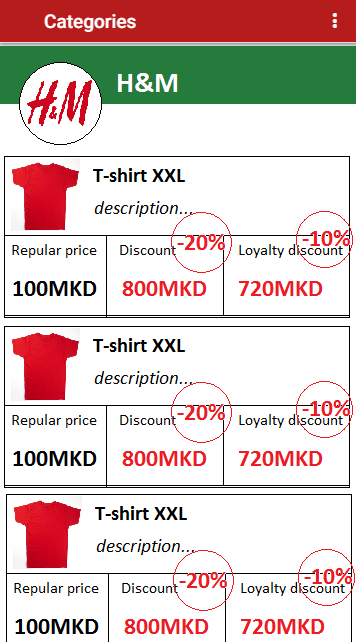 Categories
H&M
H&M
T-shirt XXL
description...
-20%
-10%
Repular price
Discount
Loyalty discount
100MKD
800MKD
720MKD
T-shirt XXL
description...
-20%
-10%
Repular price
Discount
Loyalty discount
100MKD
800MKD
720MKD
T-shirt XXL
description...
-20%
-10%
Repular price
Discount
Loyalty discount
100MKD
800MKD
720MKD